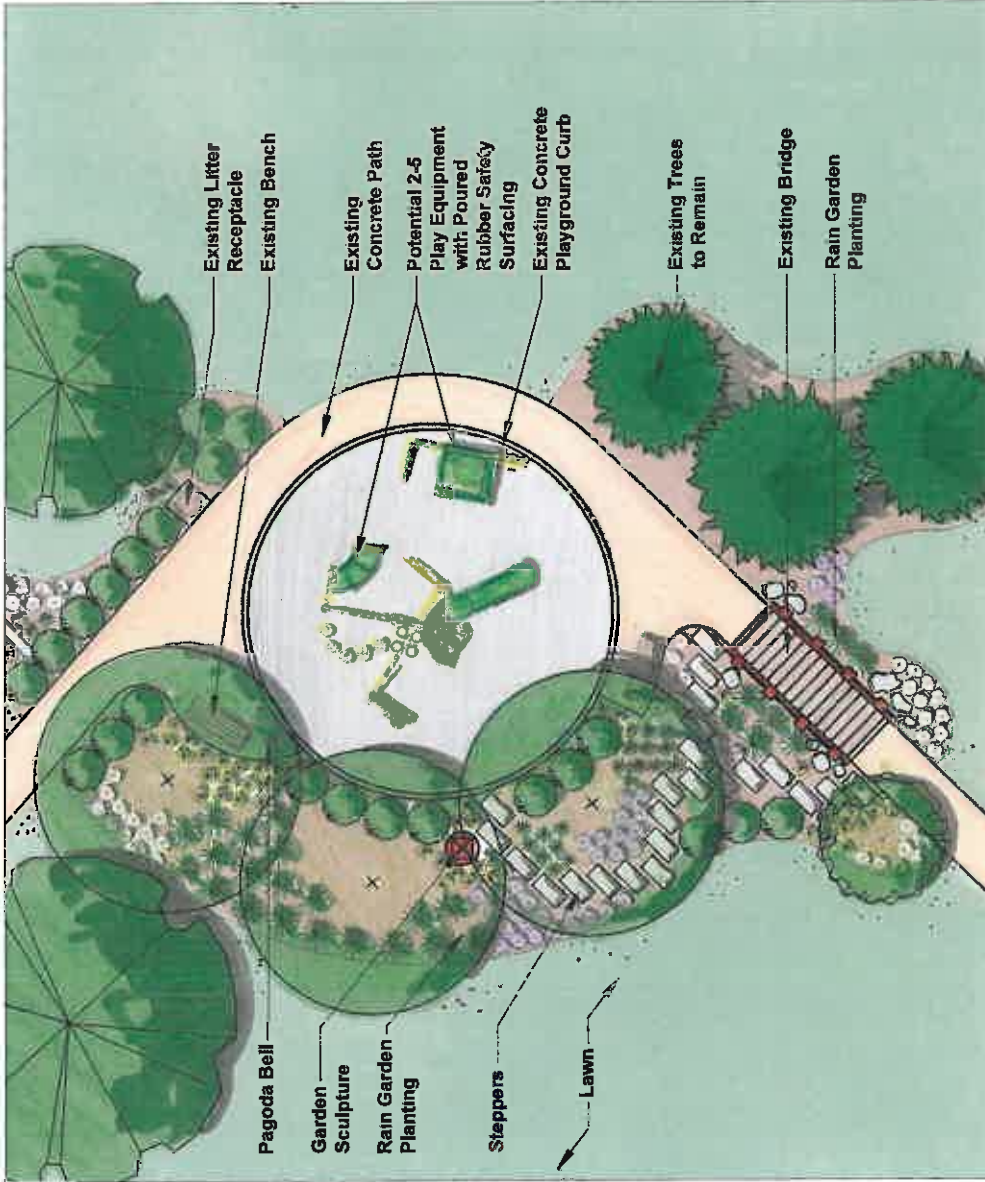 Existing Litter
Receptacle
Existing Bench
Existing
Concrete Path
Potential 2-5
Play Equipment
with Poured
Rubber Safety
Surfacing
Existing Concrete
Playground Curb
Existing Trees
to Remain
Existing Bridge
Rain Garden
Planting
Pagoda Bell
Garden
Sculpture
Rain Garden
Planting
Steppers
Lawn